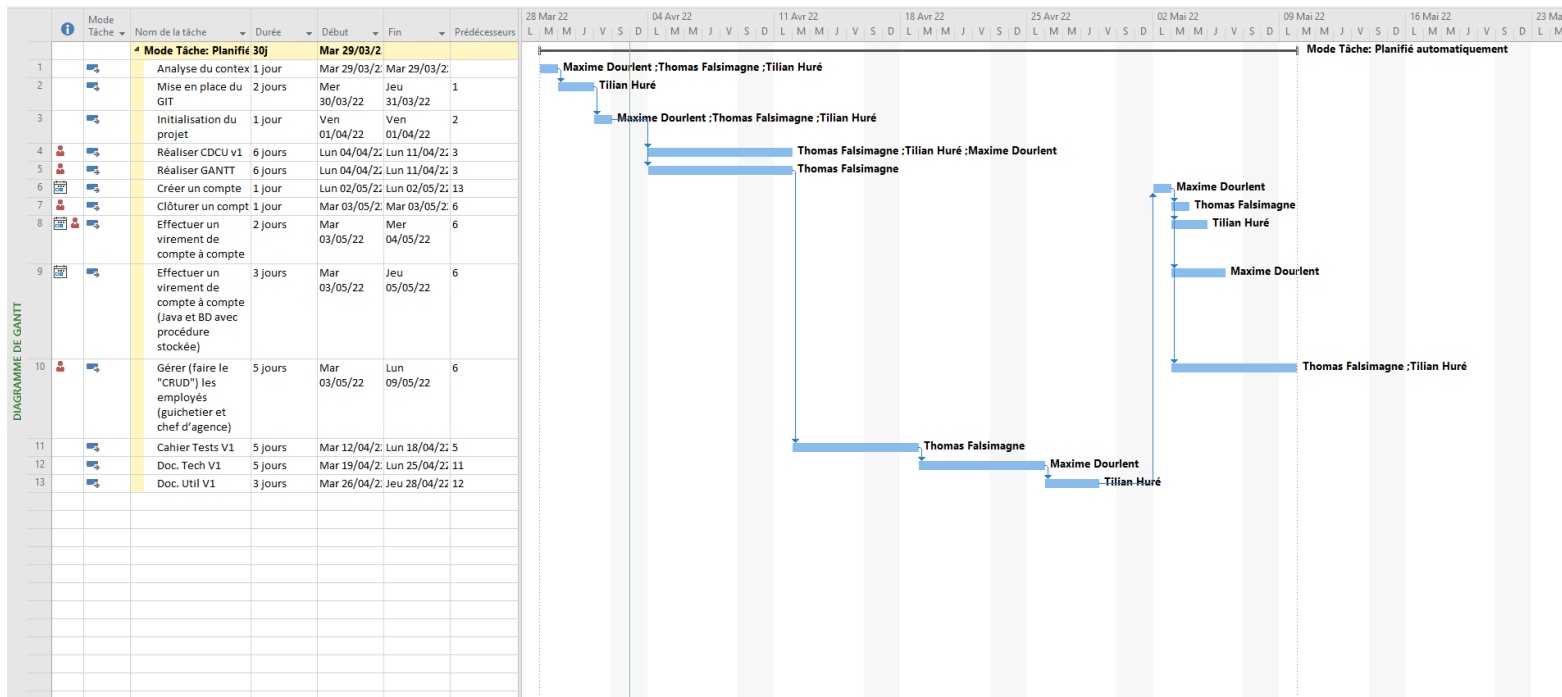 Mode
Tâche Nom de la tâche Durée Début Fin Prédécesseurs
28 Mar 22 04 Avr 22 11 Avr 22 18 Avr 22 25 Avr 22 02 Mai 22 09 Mai 22 16 Mai 22 23 Ma
L M M J V S D L M M J V S D L M M J V S D L M M J V S D L M M J V S D L M M J V S D L M M J V S D L M M J V S D L M
Mode Tâche: Planifié 30j Mar 29/03/2 Mode Tâche: Planifié automatiquement
1 Analyse du contex 1 jour Mar 29/03/2 Mar 29/03/2 Maxime Dourlent ;Thomas Falsimagne ;Tilian Huré
2 Mise en place du 2 jours Mer Jeu 1 Tilian Huré
GIT 30/03/22 31/03/22
3 Initialisation du 1 jour Ven Ven 2 Maxime Dourlent ;Thomas Falsimagne ;Tilian Huré
projet 01/04/22 01/04/22
4 Réaliser CDCU v1 6 jours Lun 04/04/22 Lun 11/04/22 3 Thomas Falsimagne ;Tilian Huré ;Maxime Dourlent
5 Réaliser GANTT 6 jours Lun 04/04/22 Lun 11/04/22 3 Thomas Falsimagne
6 Créer un compte 1 jour Lun 02/05/22 Lun 02/05/22 13 Maxime Dourlent
7 Clôturer un compt 1 jour Mar 03/05/2 Mar 03/05/2 6 Thomas Falsimagne
8 Effectuer un 2 jours Mar Mer 6 Tilian Huré
virement de 03/05/22 04/05/22
compte à compte
9 Effectuer un 3 jours Mar Jeu 6 Maxime Dourlent
virement de 03/05/22 05/05/22
compte à compte
(Java et BD avec
procédure
stockée)
10 Gérer (faire le 5 jours Mar Lun 6 Thomas Falsimagne ;Tilian Huré
"CRUD") les 03/05/22 09/05/22
employés
(guichetier et
chef d'agence)
11 Cahier Tests V1 5 jours Mar 12/04/2 Lun 18/04/22 5 Thomas Falsimagne
12 Doc. Tech V1 5 jours Mar 19/04/2 Lun 25/04/22 11 Maxime Dourlent
13 Doc. Util V1 3 jours Mar 26/04/2 Jeu 28/04/22 12 Tilian Huré
DIAGRAMME DE GANTT